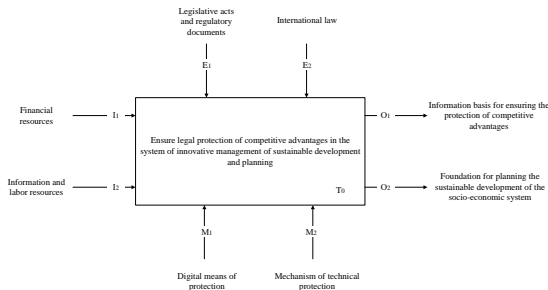 Legislative acts
and regulatory
documents
International law
E1
E2
Financial
resources
I1
Ensure legal protection of competitive advantages in the
system of innovative management of sustainable development
and planning
O1
Information basis for ensuring the
protection of competitive
advantages
Information and
labor resources
I2
T0
O2
Foundation for planning the
sustainable development of the
socio-economic system
M1
M2
Digital means of
protection
Mechanism of technical
protection